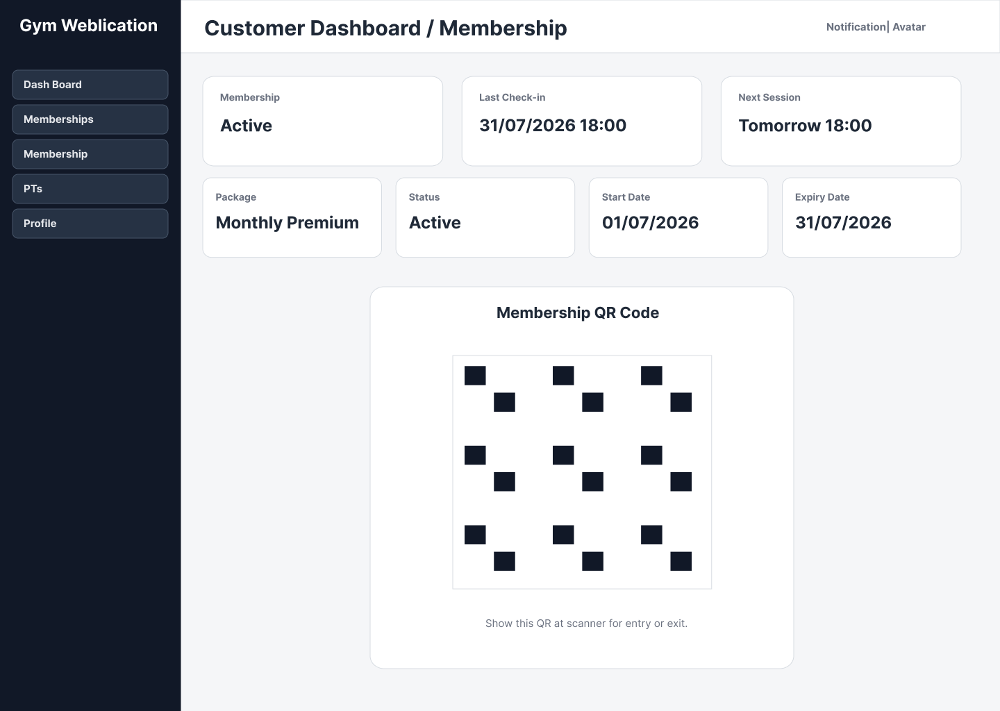 Gym Weblication
Dash Board
Memberships
Membership
PTs
Profile
Customer Dashboard / Membership
Notification| Avatar
Membership
Active
Last Check-in
31/07/2026 18:00
Next Session
Tomorrow 18:00
Package
Monthly Premium
Status
Active
Start Date
01/07/2026
Expiry Date
31/07/2026
Membership QR Code
Show this QR at scanner for entry or exit.